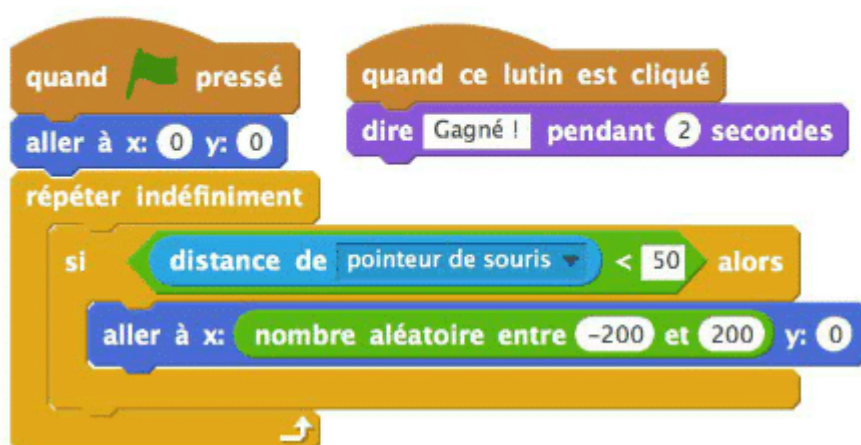 quand pressé
aller à x: 0 y: 0
répéter indéfiniment
si distance de pointeur de souris < 50 alors
aller à x: nombre aléatoire entre -200 et 200 y: 0
quand ce lutin est cliqué
dire Gagné ! pendant 2 secondes